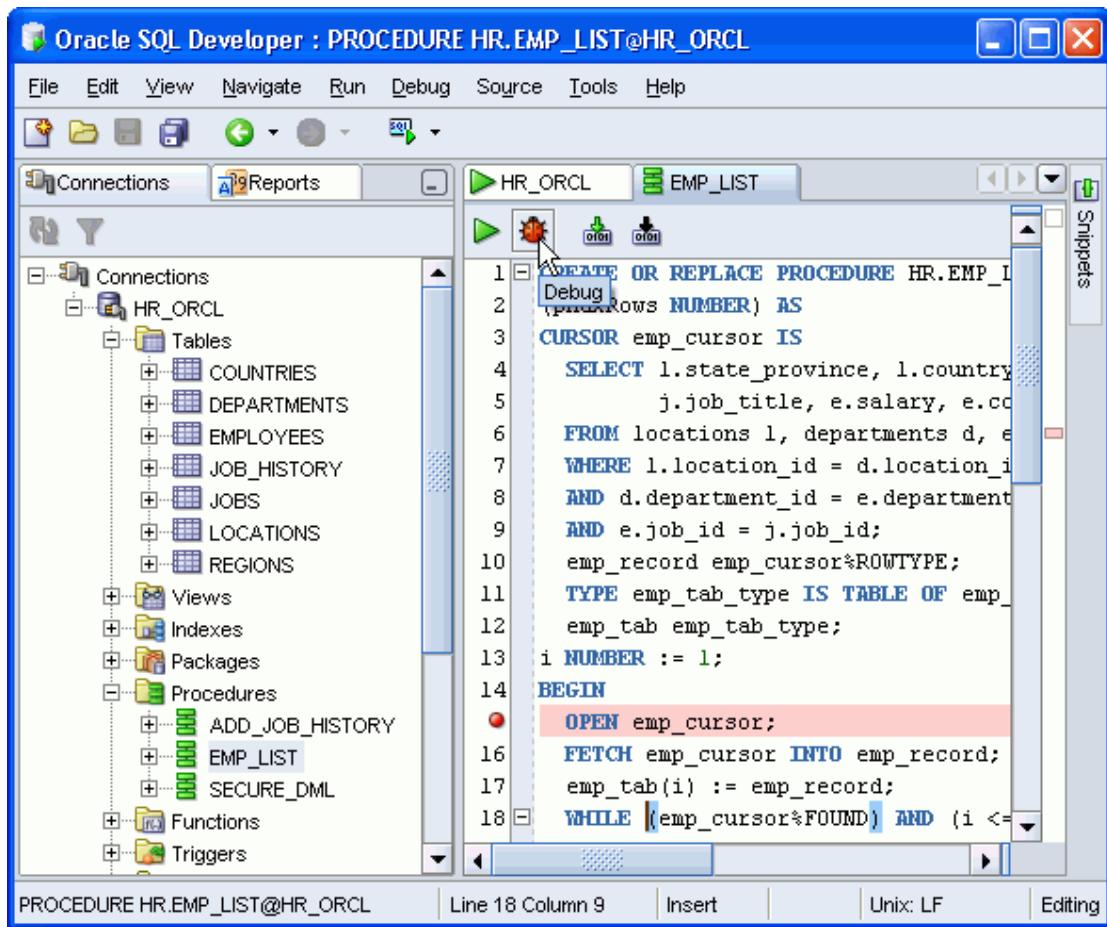 Oracle SQL Developer : PROCEDURE HR.EMP_LIST@HR_ORCL
File Edit View Navigate Run Debug Source Tools Help
SQL
Connections
Reports
HR_ORCL
EMP_LIST
Snippets
Debug
Connections
HR_ORCL
Tables
COUNTRIES
DEPARTMENTS
EMPLOYEES
JOB_HISTORY
JOBS
LOCATIONS
REGIONS
Views
Indexes
Packages
Procedures
ADD_JOB_HISTORY
EMP_LIST
SECURE_DML
Functions
Triggers
1 CREATE OR REPLACE PROCEDURE HR.EMP_L
2 (pMaxRows NUMBER) AS
3 CURSOR emp_cursor IS
4 SELECT l.state_province, l.country
5 j.job_title, e.salary, e.co
6 FROM locations l, departments d, e
7 WHERE l.location_id = d.location_i
8 AND d.department_id = e.department
9 AND e.job_id = j.job_id;
10 emp_record emp_cursor%ROWTYPE;
11 TYPE emp_tab_type IS TABLE OF emp_
12 emp_tab emp_tab_type;
13 i NUMBER := 1;
14 BEGIN
OPEN emp_cursor;
16 FETCH emp_cursor INTO emp_record;
17 emp_tab(i) := emp_record;
18 WHILE (emp_cursor%FOUND) AND (i <=
PROCEDURE HR.EMP_LIST@HR_ORCL
Line 18 Column 9
Insert
Unix: LF
Editing